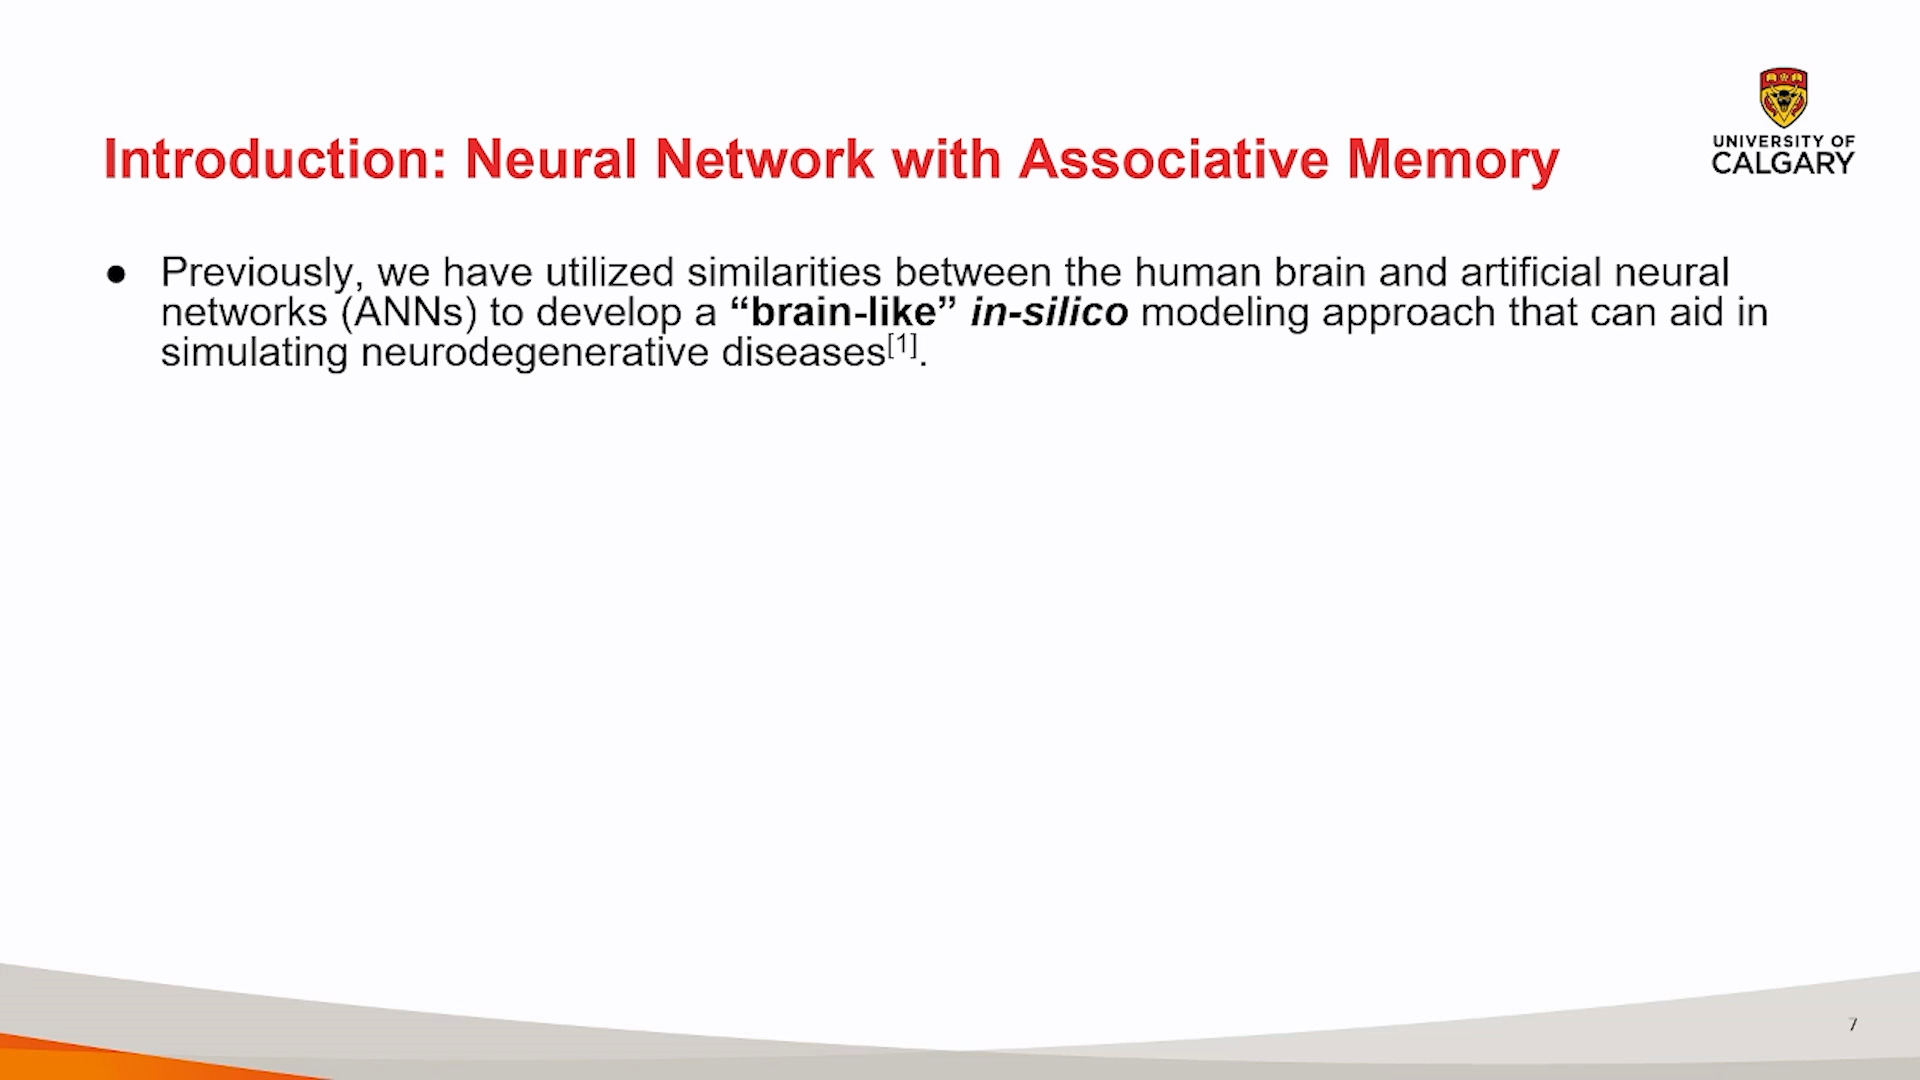 Introduction: Neural Network with Associative Memory
UNIVERSITY OF
CALGARY
● Previously, we have utilized similarities between the human brain and artificial neural
networks (ANNs) to develop a “brain-like” in-silico modeling approach that can aid in
simulating neurodegenerative diseases[1].
7